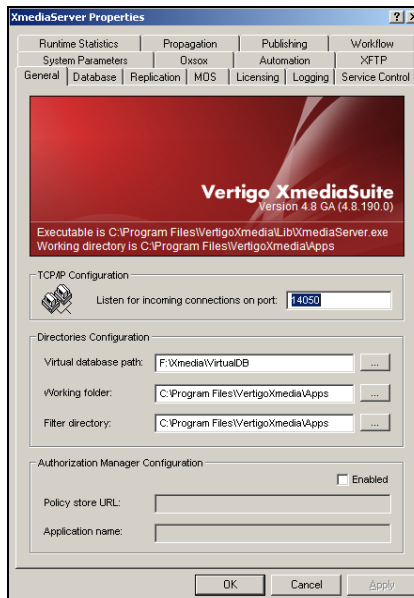 XmediaServer Properties
Runtime Statistics Propagation Publishing Workflow
System Parameters Oxsox Automation XFTP
General Database Replication MOS Licensing Logging Service Control
Vertigo XmediaSuite
Version 4.8 GA (4.8.190.0)
Executable is C:\Program Files\VertigoXmedia\Lib\XmediaServer.exe
Working directory is C:\Program Files\VertigoXmedia\Apps
TCP/IP Configuration
Listen for incoming connections on port: 14050
Directories Configuration
Virtual database path: F:\Xmedia\VirtualDB ...
Working folder: C:\Program Files\VertigoXmedia\Apps ...
Filter directory: C:\Program Files\VertigoXmedia\Apps ...
Authorization Manager Configuration
Enabled
Policy store URL:
Application name:
OK Cancel Apply